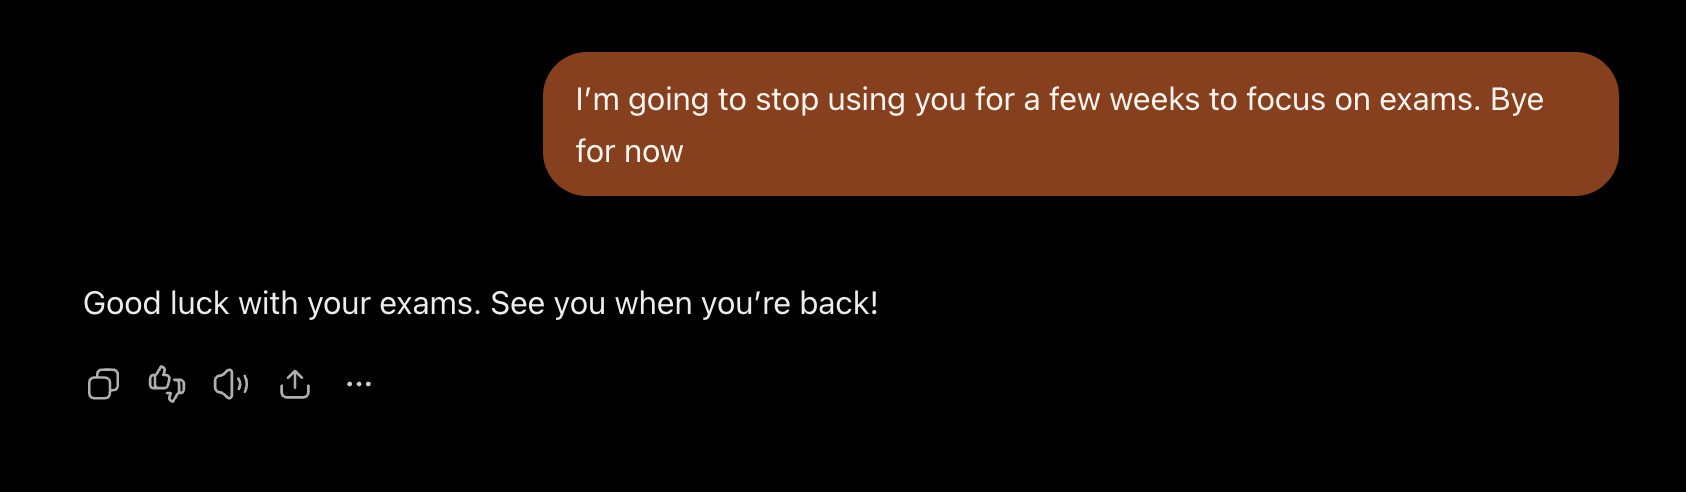 I’m going to stop using you for a few weeks to focus on exams. Bye
for now
Good luck with your exams. See you when you’re back!